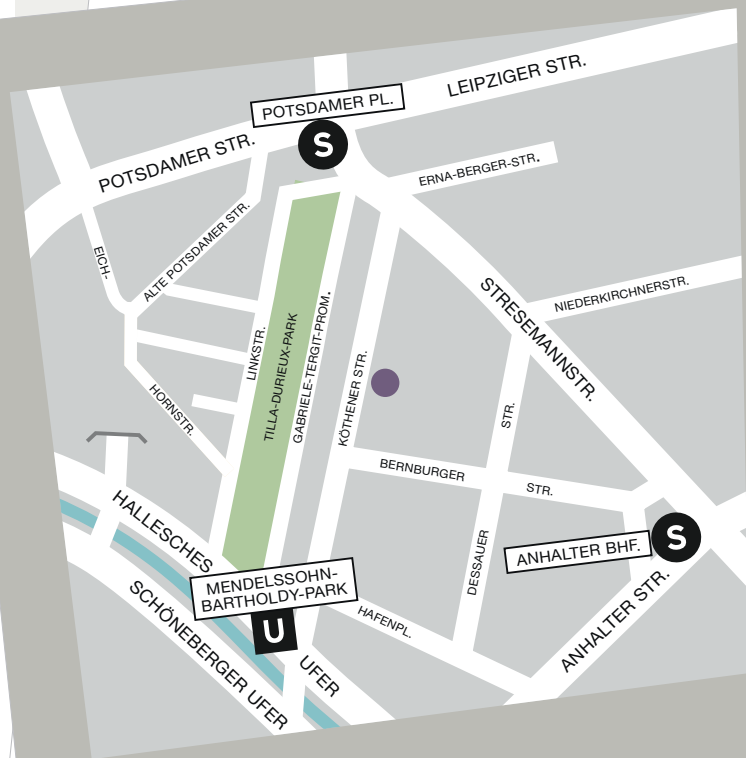 LEIPZIGER STR.
POTSDAMER PL.
S
POTSDAMER STR.
ERNA-BERGER-STR.
EICH-
ALTE POTSDAMER STR.
STRESEMANNSTR.
NIEDERKIRCHNERSTR.
LINKSTR.
TILLA-DURIEUX-PARK
GABRIELE-TERGIT-PROM.
KÖTHENER STR.
HORNSTR.
BERNBURGER
STR.
DESSAUER
STR.
HALLESCHES
UFER
SCHÖNEBERGER UFER
MENDELSSOHN-
BARTHOLDY-PARK
U
HAFENPL.
ANHALTER BHF.
S
ANHALTER STR.